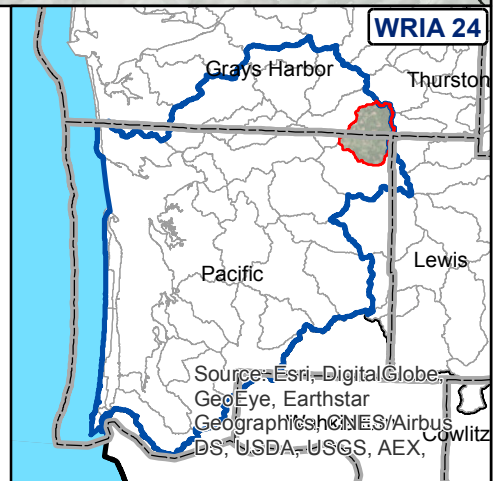 WRIA 24
Grays Harbor
Thurston
Pacific
Lewis
Source: Esri, DigitalGlobe,
GeoEye, Earthstar
Geographics, CNES/Airbus
DS, USDA, USGS, AEX,
Cowlitz